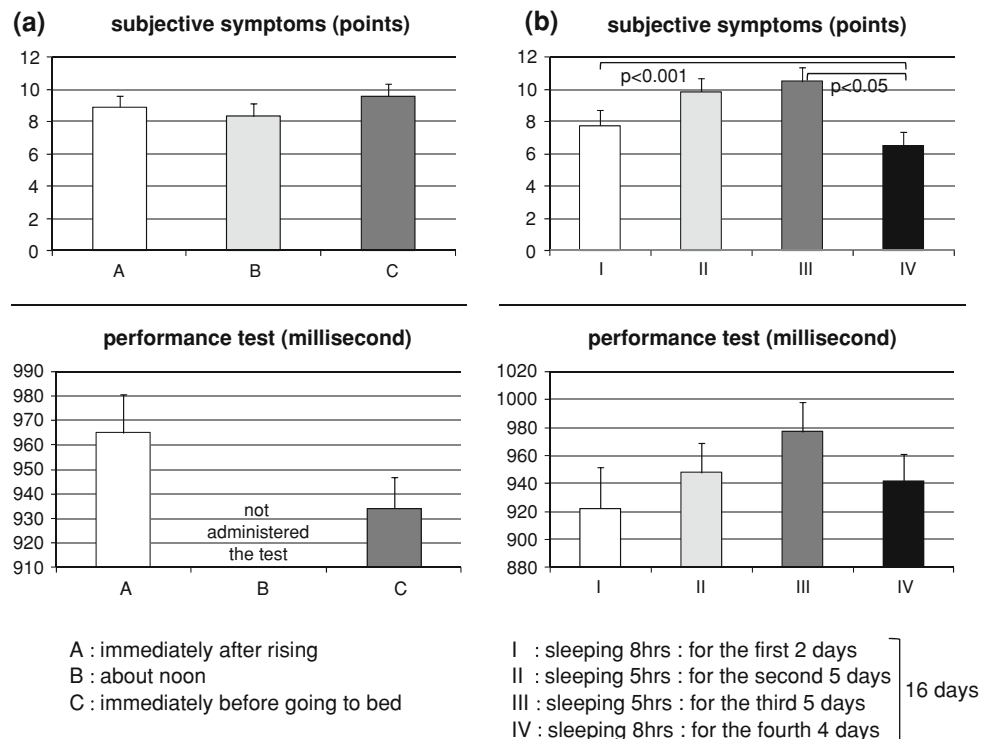 (a)
subjective symptoms (points)
12
10
8
6
4
2
0
A
B
C
performance test (millisecond)
990
980
970
960
950
940
930
920
910
not
administered
the test
A
B
C
A : immediately after rising
B : about noon
C : immediately before going to bed
(b)
subjective symptoms (points)
12
10
8
6
4
2
0
p<0.001
p<0.05
I
II
III
IV
performance test (millisecond)
1020
1000
980
960
940
920
900
880
I
II
III
IV
I : sleeping 8hrs : for the first 2 days
II : sleeping 5hrs : for the second 5 days
III : sleeping 5hrs : for the third 5 days
IV : sleeping 8hrs : for the fourth 4 days
16 days